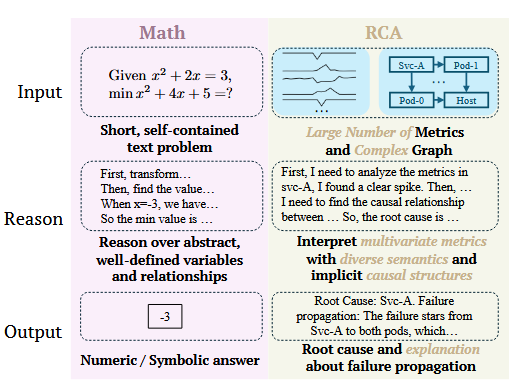 Math
RCA
Input
Given x² + 2x = 3,
min x² + 4x + 5 =?
Short, self-contained
text problem
...
Svc-A
Pod-1
...
Pod-0
Host
Large Number of Metrics
and Complex Graph
Reason
First, transform…
Then, find the value…
When x=-3, we have…
So the min value is …
Reason over abstract,
well-defined variables
and relationships
First, I need to analyze the metrics in
svc-A, I found a clear spike. Then, …
I need to find the causal relationship
between … So, the root cause is …
Interpret multivariate metrics
with diverse semantics and
implicit causal structures
Output
-3
Numeric / Symbolic answer
Root Cause: Svc-A. Failure
propagation: The failure stars from
Svc-A to both pods, which…
Root cause and explanation
about failure propagation